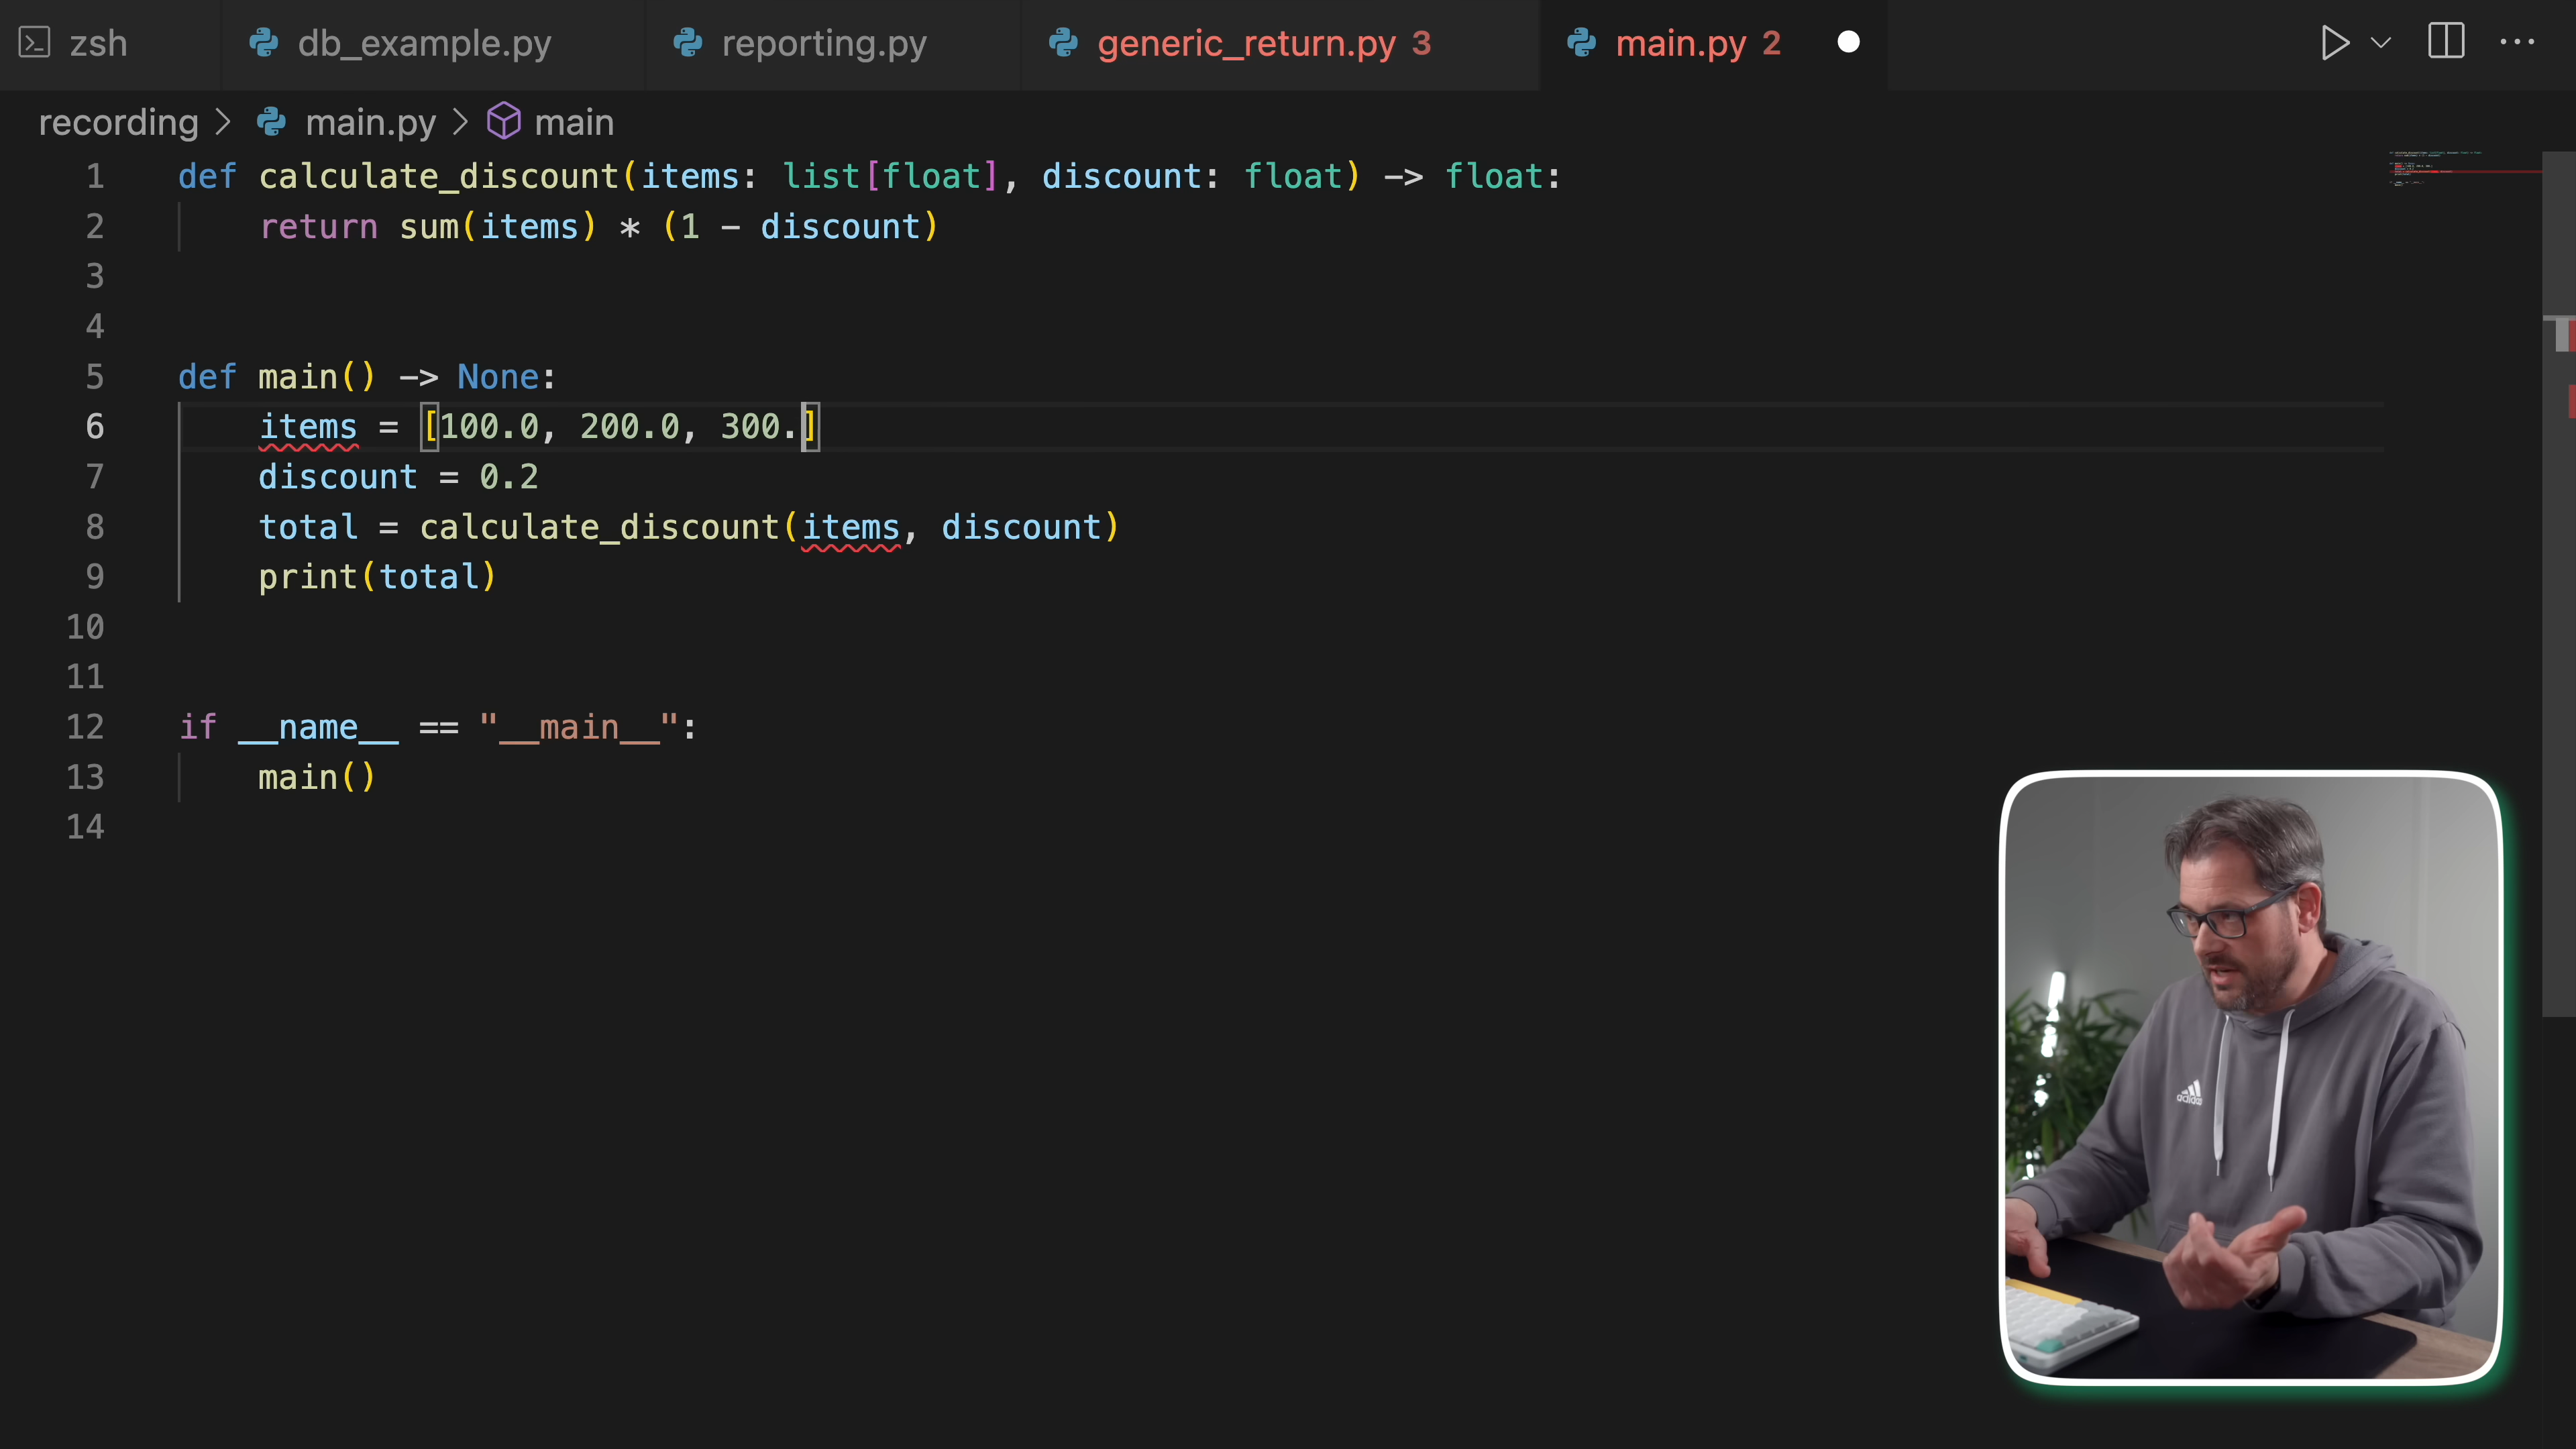 zsh db_example.py reporting.py generic_return.py 3 main.py 2
recording > main.py > main
1 def calculate_discount(items: list[float], discount: float) -> float:
2 return sum(items) * (1 - discount)
3
4
5 def main() -> None:
6 items = [100.0, 200.0, 300.]
7 discount = 0.2
8 total = calculate_discount(items, discount)
9 print(total)
10
11
12 if __name__ == "__main__":
13 main()
14
adidas